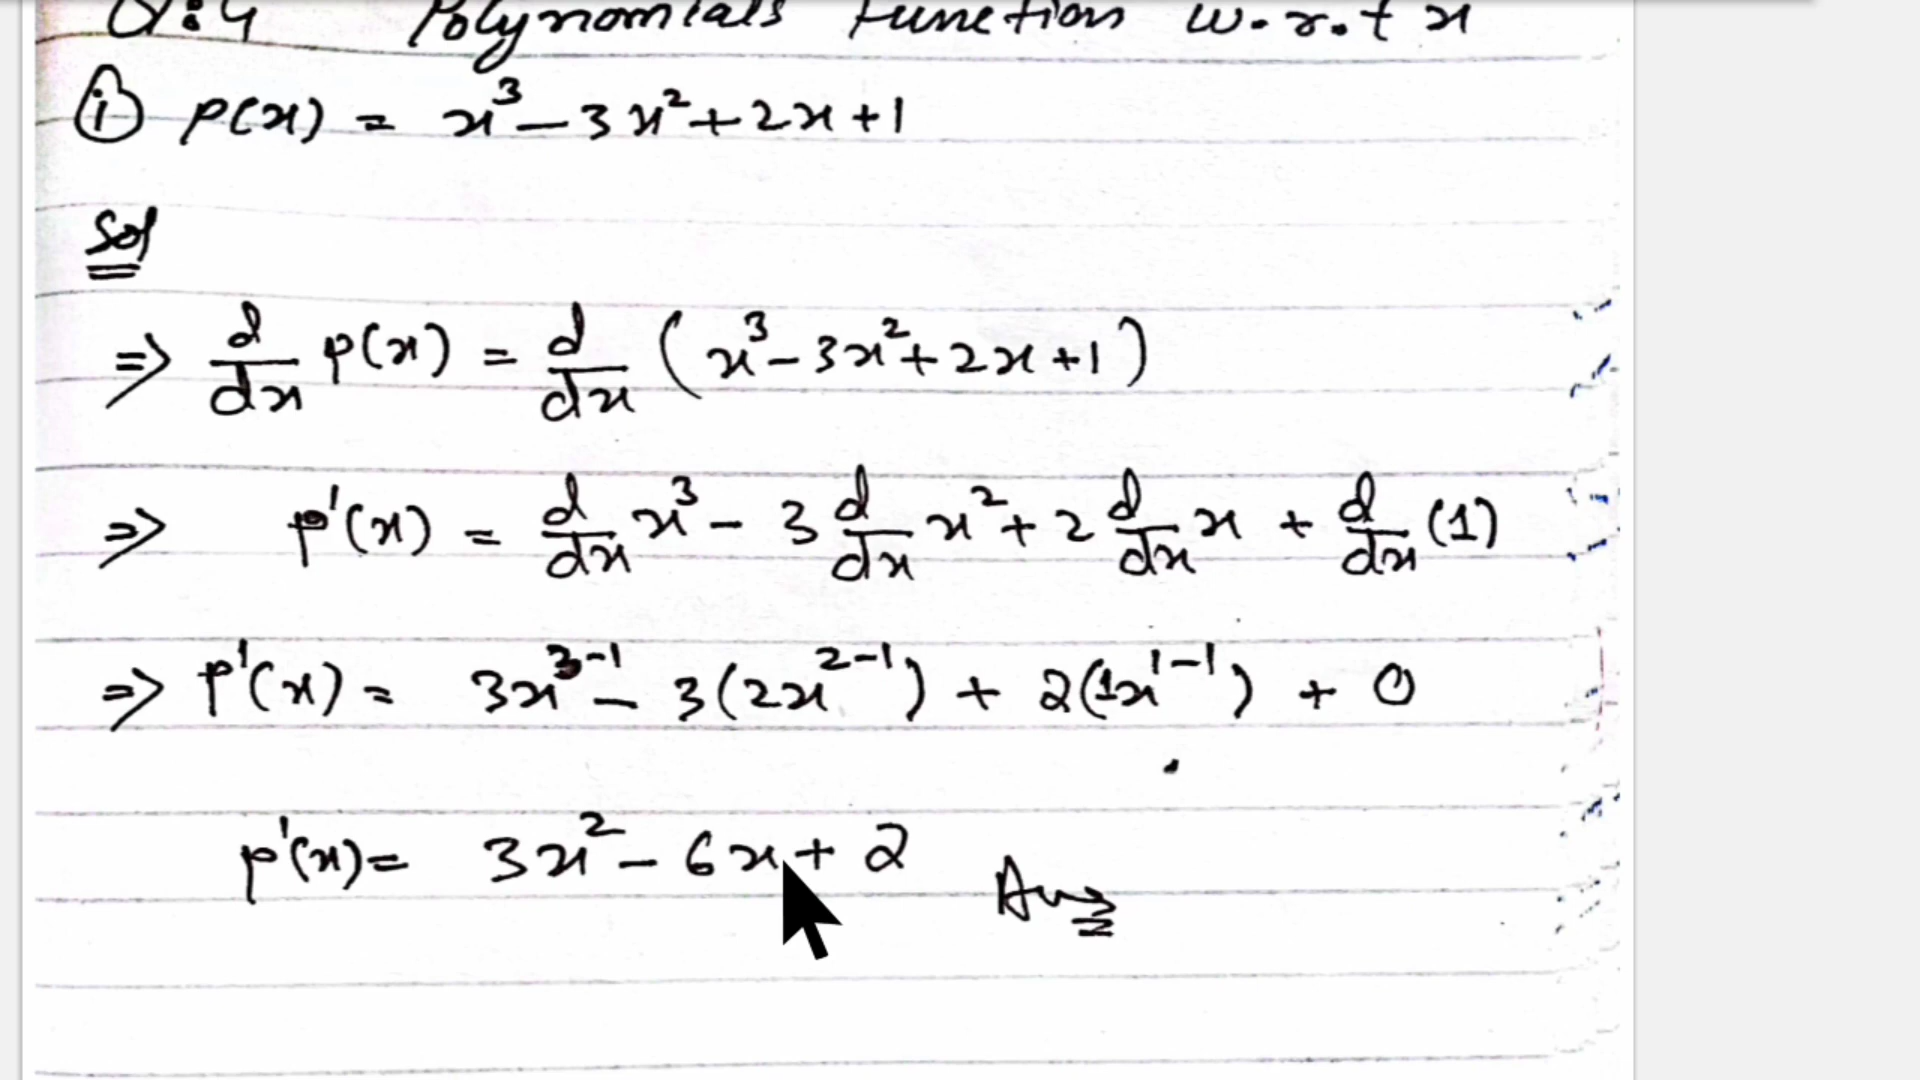 Q:4 Polynomials Function w.r.t x
(i) p(x) = x³ - 3x² + 2x + 1
Sol
⇒ d/dx p(x) = d/dx (x³ - 3x² + 2x + 1)
⇒ p'(x) = d/dx x³ - 3 d/dx x² + 2 d/dx x + d/dx (1)
⇒ p'(x) = 3x³⁻¹ - 3(2x²⁻¹) + 2(1x¹⁻¹) + 0
p'(x) = 3x² - 6x + 2 Ans